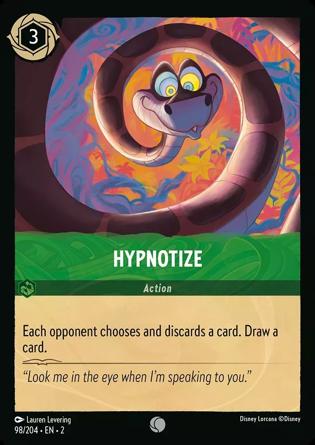 3
HYPNOTIZE
Action
Each opponent chooses and discards a card. Draw a
card.
“Look me in the eye when I’m speaking to you.”
Lauren Levering
Disney Lorcana ©Disney
98/204 • EN • 2